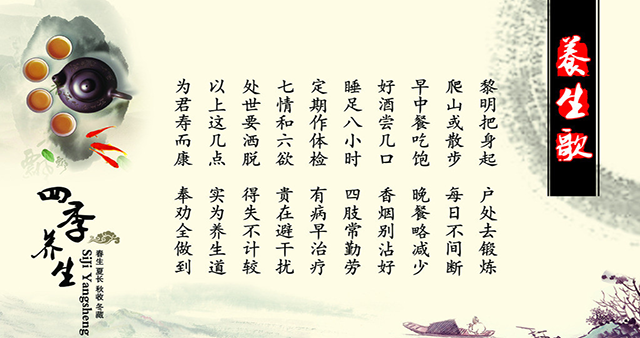 养生歌
黎明把身起 户处去锻炼
爬山或散步 每日不间断
早中餐吃饱 晚餐略减少
好酒尝几口 香烟别沾好
睡足八小时 四肢常勤劳
定期作体检 有病早治疗
七情和六欲 贵在避干扰
处世要洒脱 得失不计较
以上这几点 实为养生道
为君寿而康 奉劝全做到
四季养生
春生 夏长 秋收 冬藏
SiJi Yangsheng